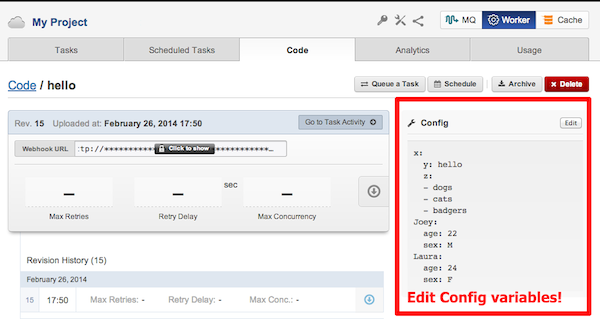 My Project
MQ
Worker
Cache
Tasks
Scheduled Tasks
Code
Analytics
Usage
Code / hello
Queue a Task
Schedule
Archive
Delete
Rev. 15 Uploaded at: February 26, 2014 17:50
Go to Task Activity
Webhook URL
:tp://************ Click to show ************…
– – sec –
Max Retries Retry Delay Max Concurrency
Revision History (15)
February 26, 2014
15 17:50 Max Retries: - Retry Delay: - Max Conc.: -
Config
Edit
x:
  y: hello
  z:
  - dogs
  - cats
  - badgers
Joey:
  age: 22
  sex: M
Laura:
  age: 24
  sex: F
Edit Config variables!